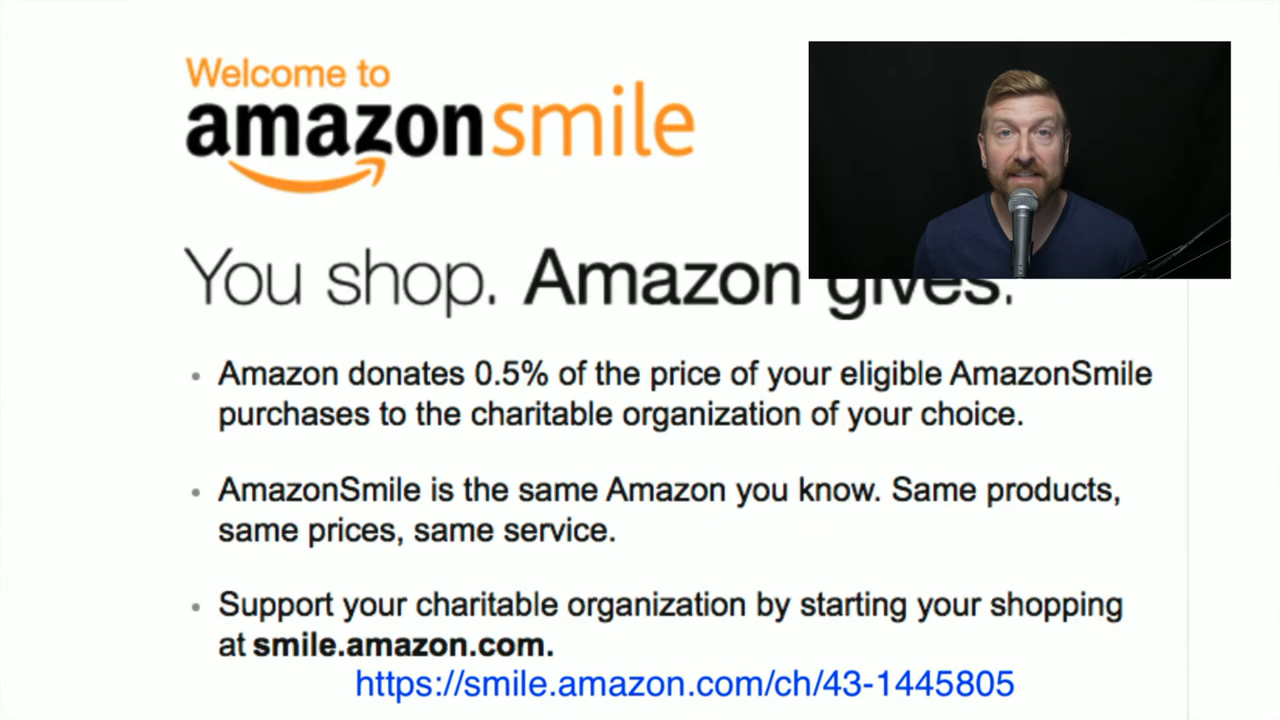 Welcome to
amazonsmile
You shop. Amazon gives.
• Amazon donates 0.5% of the price of your eligible AmazonSmile
purchases to the charitable organization of your choice.
• AmazonSmile is the same Amazon you know. Same products,
same prices, same service.
• Support your charitable organization by starting your shopping
at smile.amazon.com.
https://smile.amazon.com/ch/43-1445805